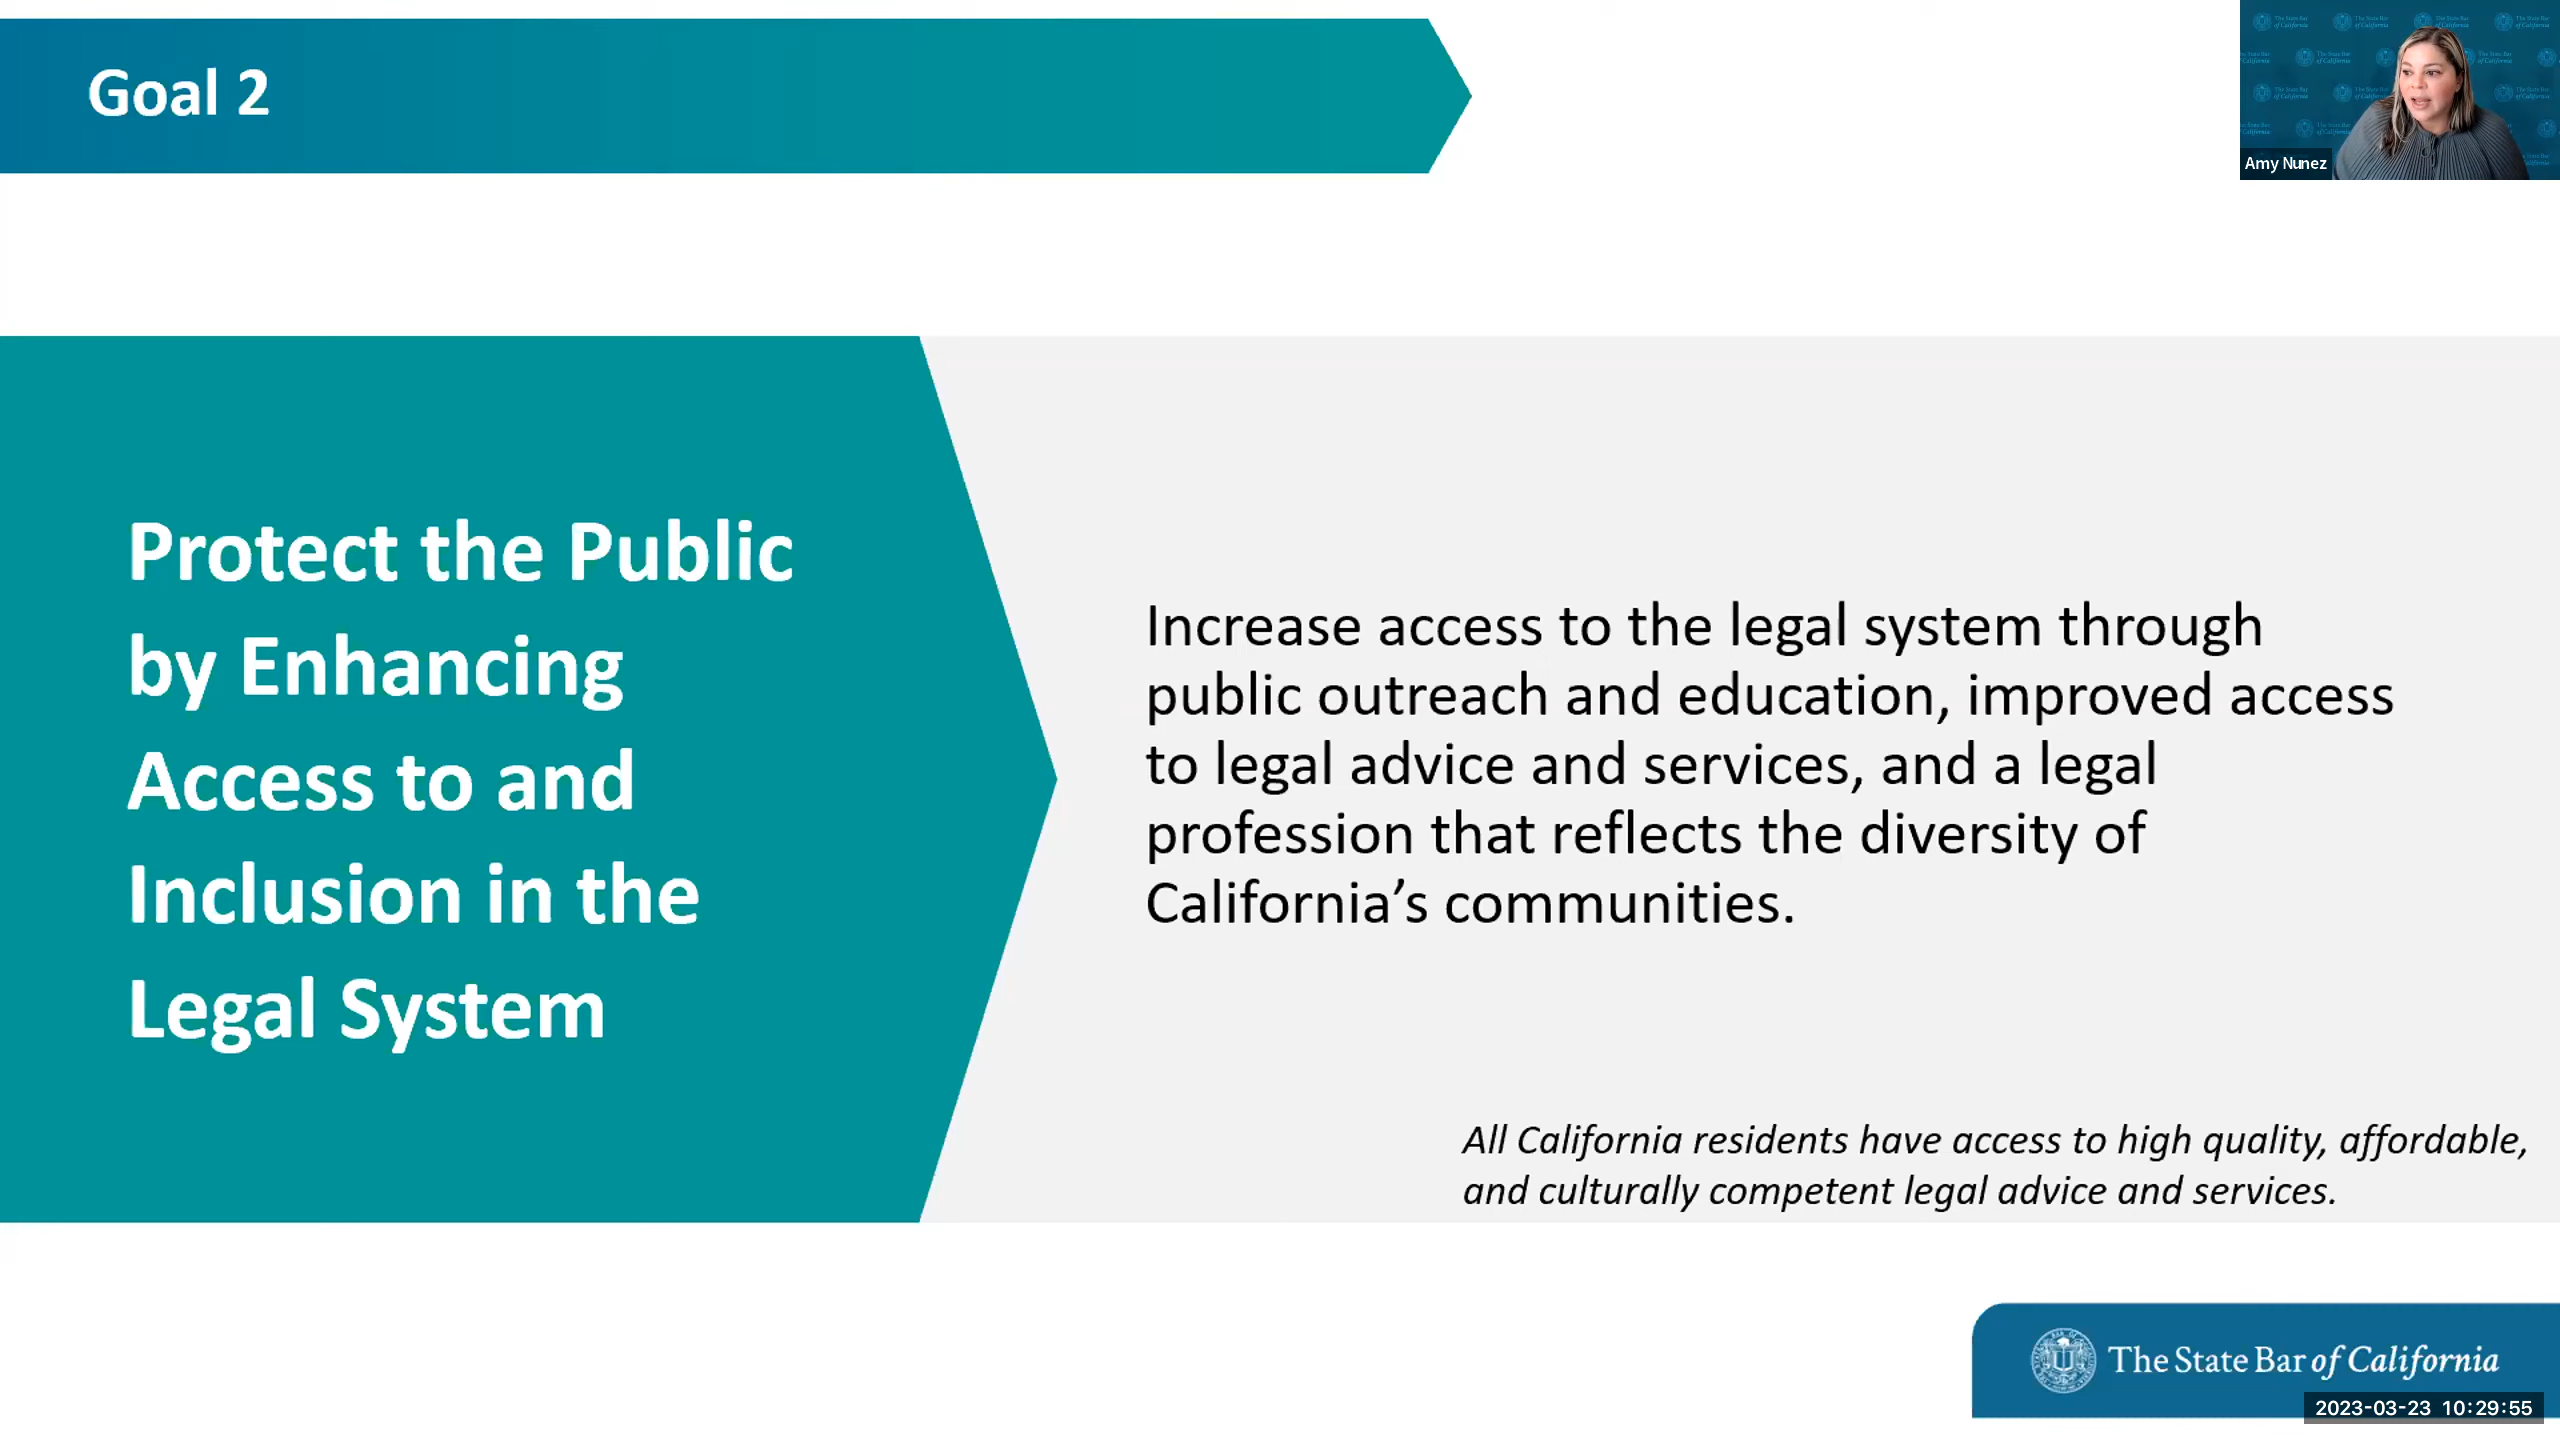 Goal 2
Amy Nunez
Protect the Public
by Enhancing
Access to and
Inclusion in the
Legal System
Increase access to the legal system through
public outreach and education, improved access
to legal advice and services, and a legal
profession that reflects the diversity of
California’s communities.
All California residents have access to high quality, affordable,
and culturally competent legal advice and services.
The State Bar of California
2023-03-23 10:29:55